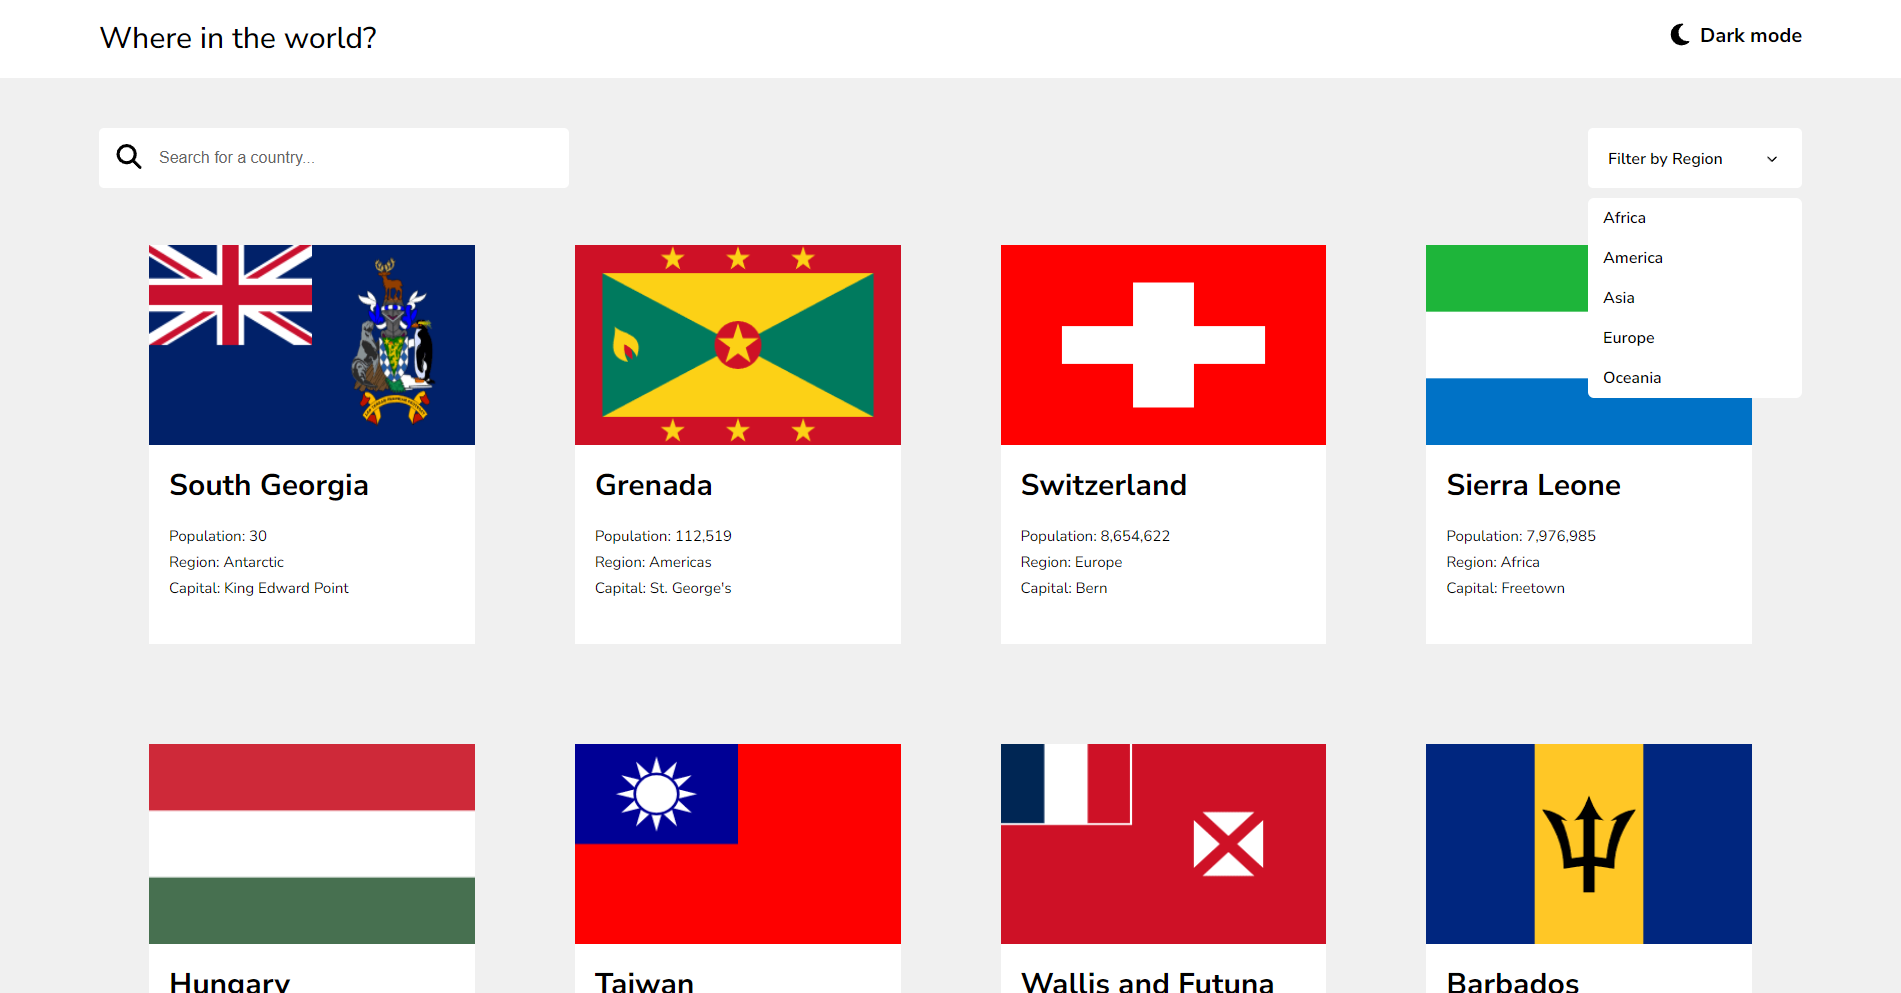 Where in the world?
Dark mode
Search for a country...
Filter by Region
Africa
America
Asia
Europe
Oceania
South Georgia
Population: 30
Region: Antarctic
Capital: King Edward Point
Grenada
Population: 112,519
Region: Americas
Capital: St. George's
Switzerland
Population: 8,654,622
Region: Europe
Capital: Bern
Sierra Leone
Population: 7,976,985
Region: Africa
Capital: Freetown
Hungary
Taiwan
Wallis and Futuna
Barbados